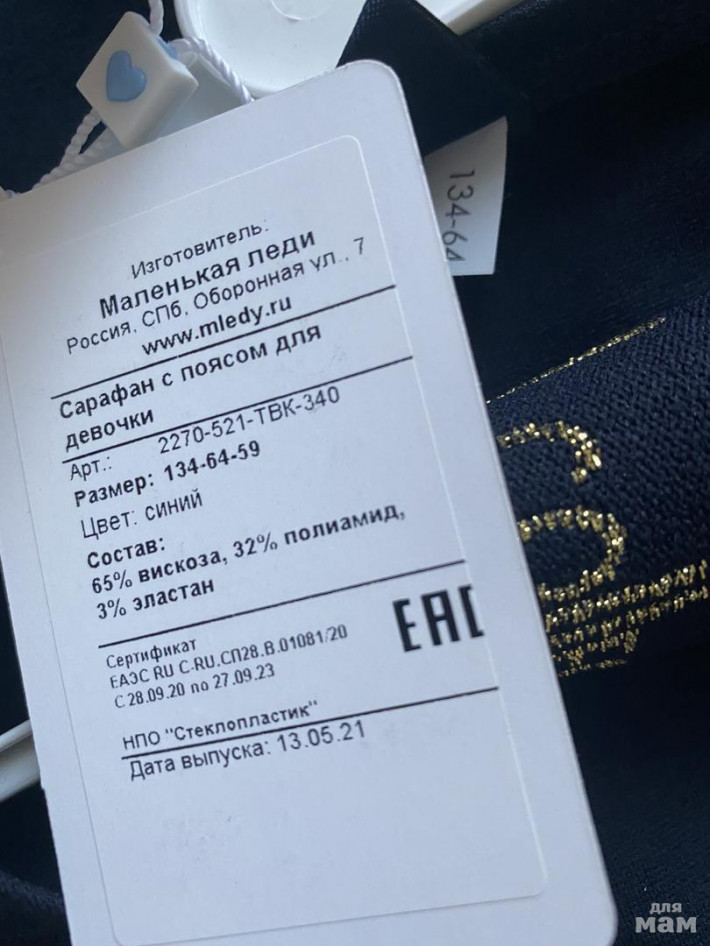 Изготовитель:
Маленькая леди
Россия, СПб, Оборонная ул., 7
www.mledy.ru
Сарафан с поясом для
девочки
Арт.: 2270-521-ТВК-340
Размер: 134-64-59
Цвет: синий
Состав:
65% вискоза, 32% полиамид,
3% эластан
Сертификат
ЕАЭС RU С-RU.СП28.В.01081/20
С 28.09.20 по 27.09.23
ЕАС
НПО "Стеклопластик"
Дата выпуска: 13.05.21
134-64
для
мам